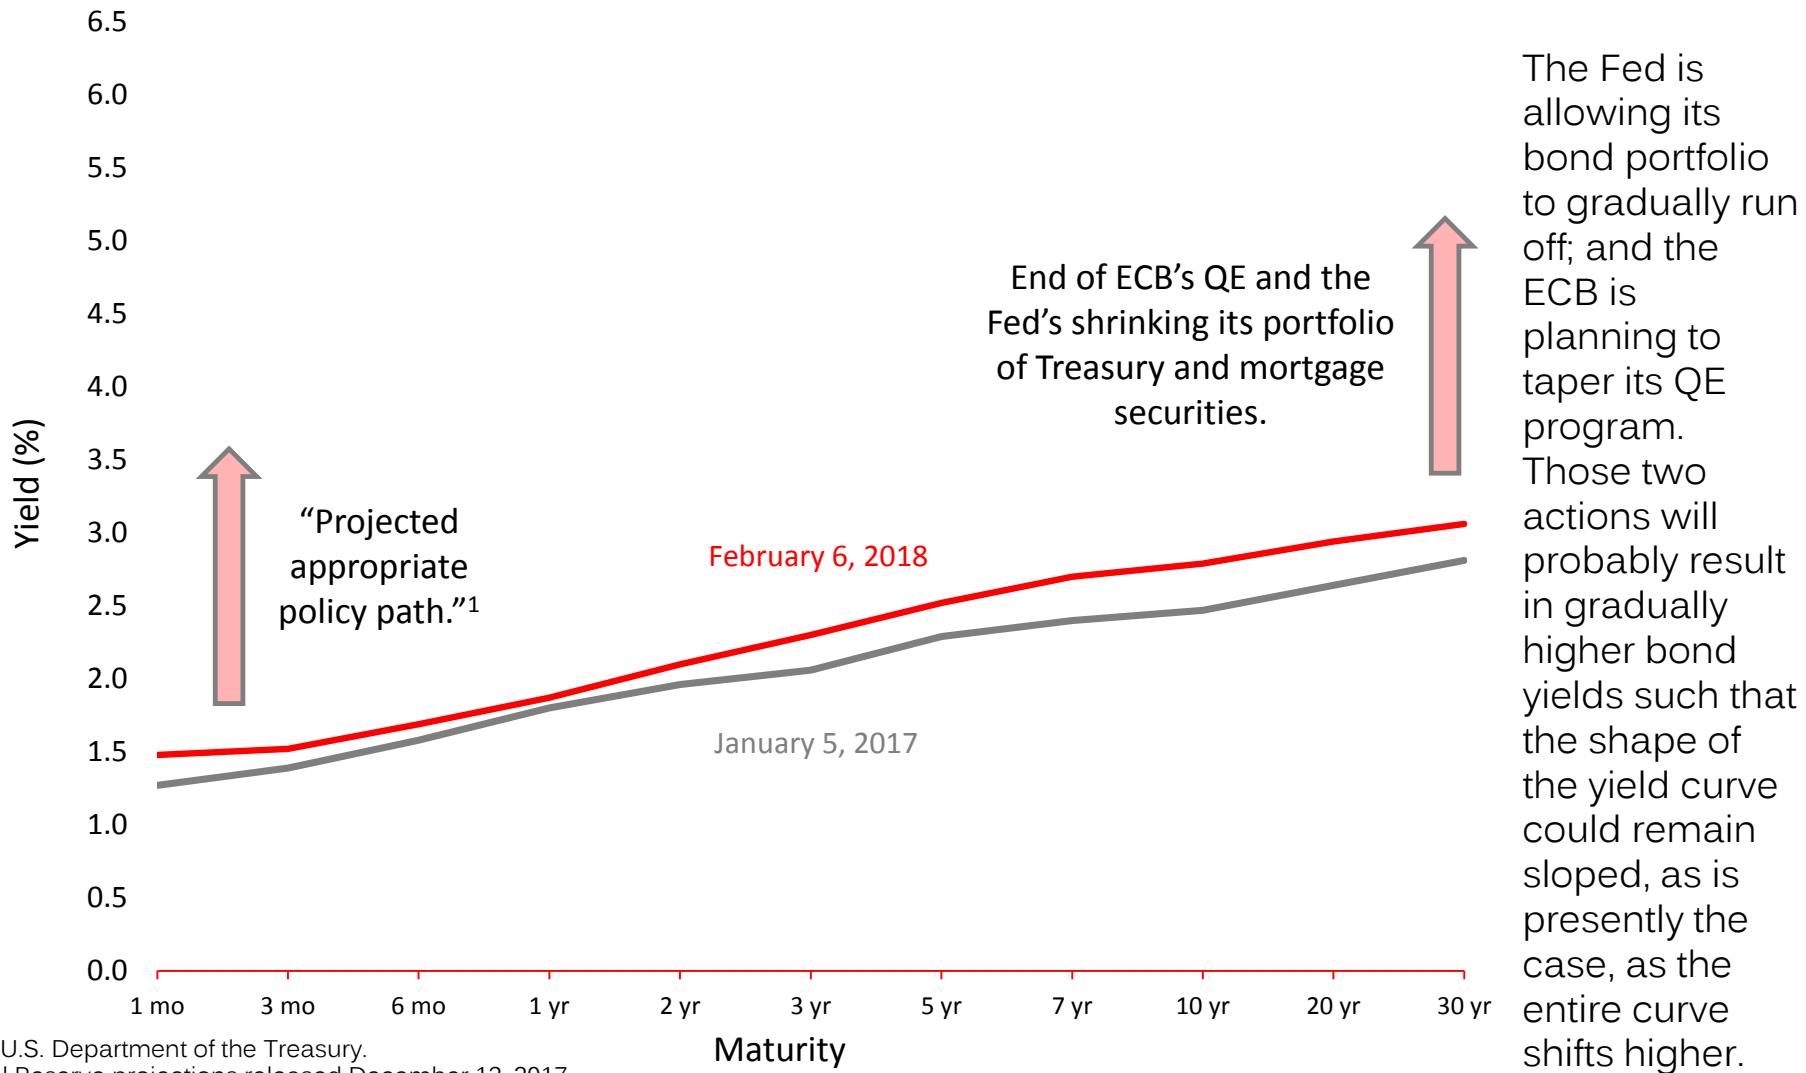 6.5
6.0
5.5
5.0
4.5
4.0
3.5
3.0
2.5
2.0
1.5
1.0
0.5
0.0
Yield (%)
“Projected
appropriate
policy path.”1
End of ECB’s QE and the
Fed’s shrinking its portfolio
of Treasury and mortgage
securities.
February 6, 2018
January 5, 2017
1 mo 3 mo 6 mo 1 yr 2 yr 3 yr 5 yr 7 yr 10 yr 20 yr 30 yr
Maturity
The Fed is
allowing its
bond portfolio
to gradually run
off; and the
ECB is
planning to
taper its QE
program.
Those two
actions will
probably result
in gradually
higher bond
yields such that
the shape of
the yield curve
could remain
sloped, as is
presently the
case, as the
entire curve
shifts higher.
U.S. Department of the Treasury.
Reserve projections released December 13, 2017